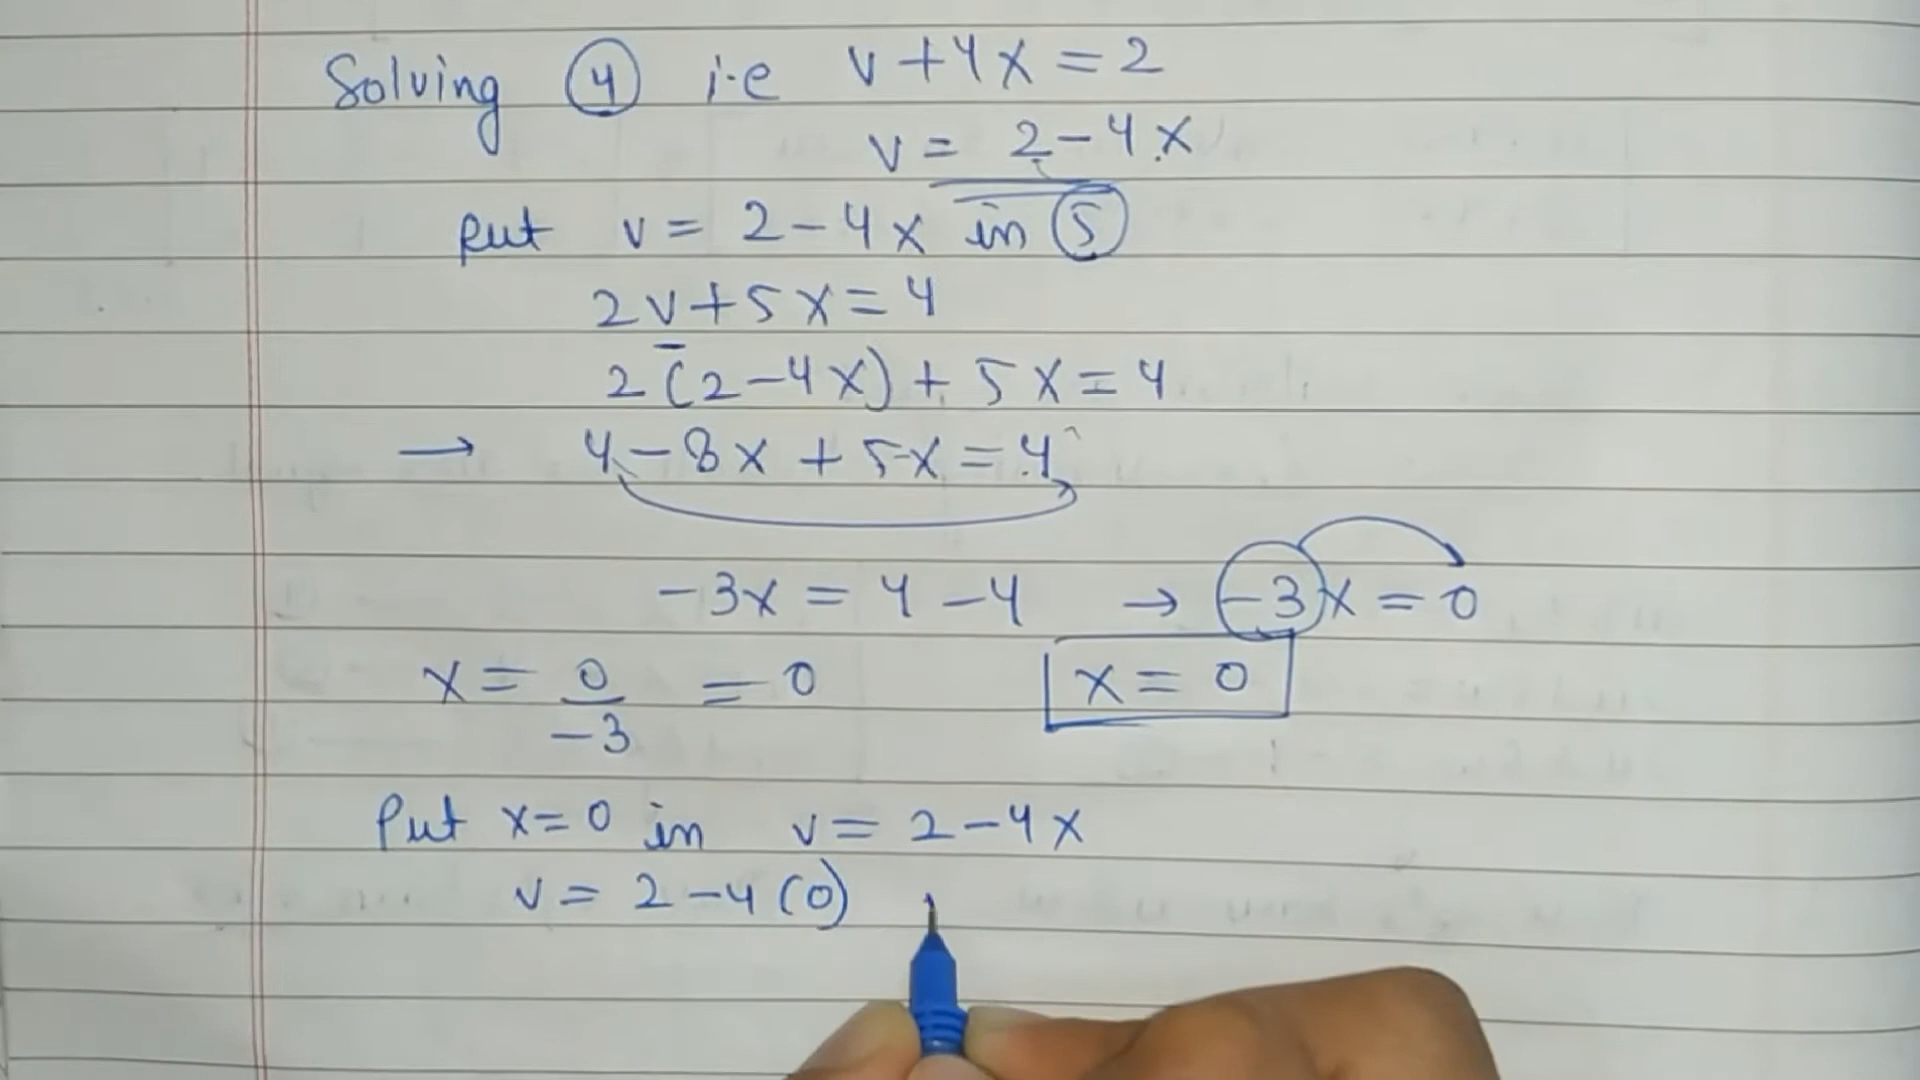 Solving ④ i.e v+4x=2
v= 2-4x
Put v= 2-4x in ⑤
2v+5x=4
2(2-4x)+5x=4
→ 4-8x+5x=4
-3x=4-4 → -3x=0
x= 0/-3 =0 x=0
Put x=0 in v=2-4x
v= 2-4(0)